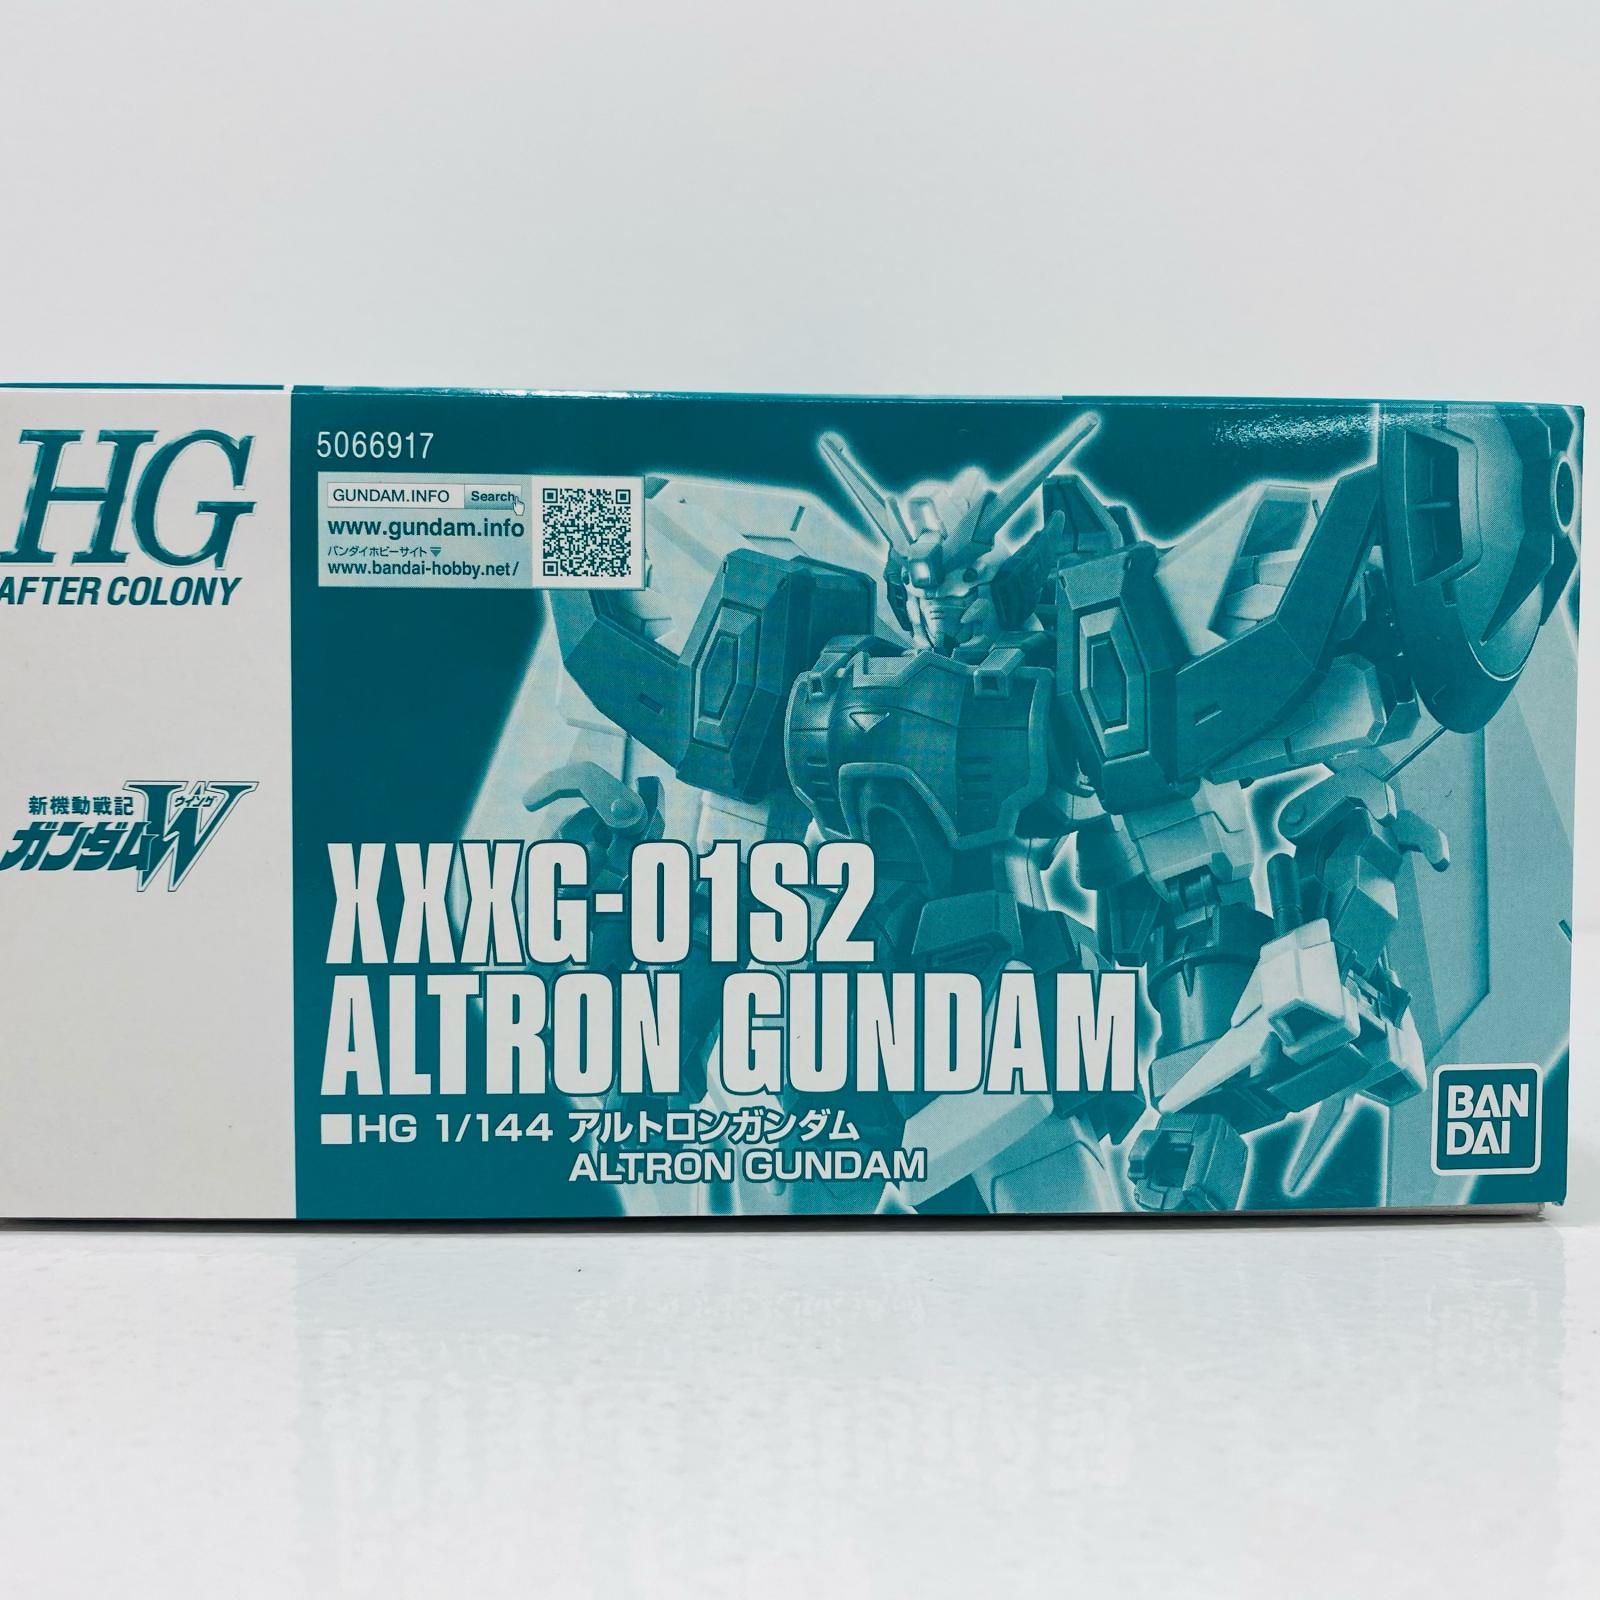 HG
AFTER COLONY
新機動戦記
ガンダムW
ウイング
5066917
GUNDAM.INFO Search
www.gundam.info
バンダイホビーサイト▼
www.bandai-hobby.net/
XXXG-01S2
ALTRON GUNDAM
■HG 1/144 アルトロンガンダム
ALTRON GUNDAM
BAN
DAI